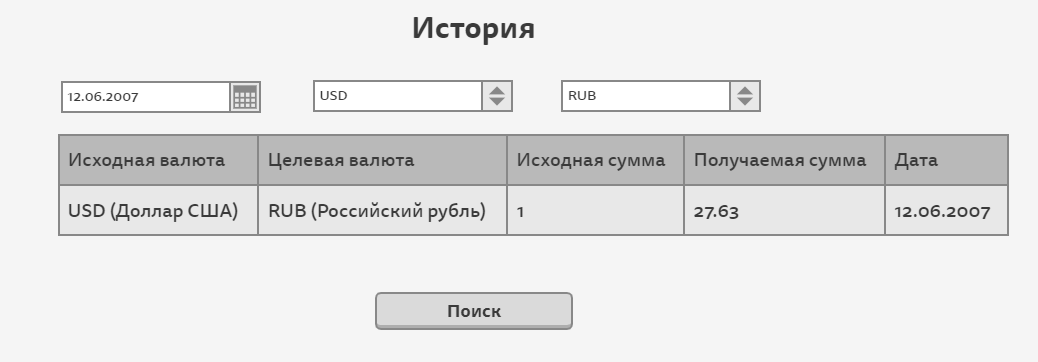 История
12.06.2007 USD RUB
Исходная валюта Целевая валюта Исходная сумма Получаемая сумма Дата
USD (Доллар США) RUB (Российский рубль) 1 27.63 12.06.2007
Поиск